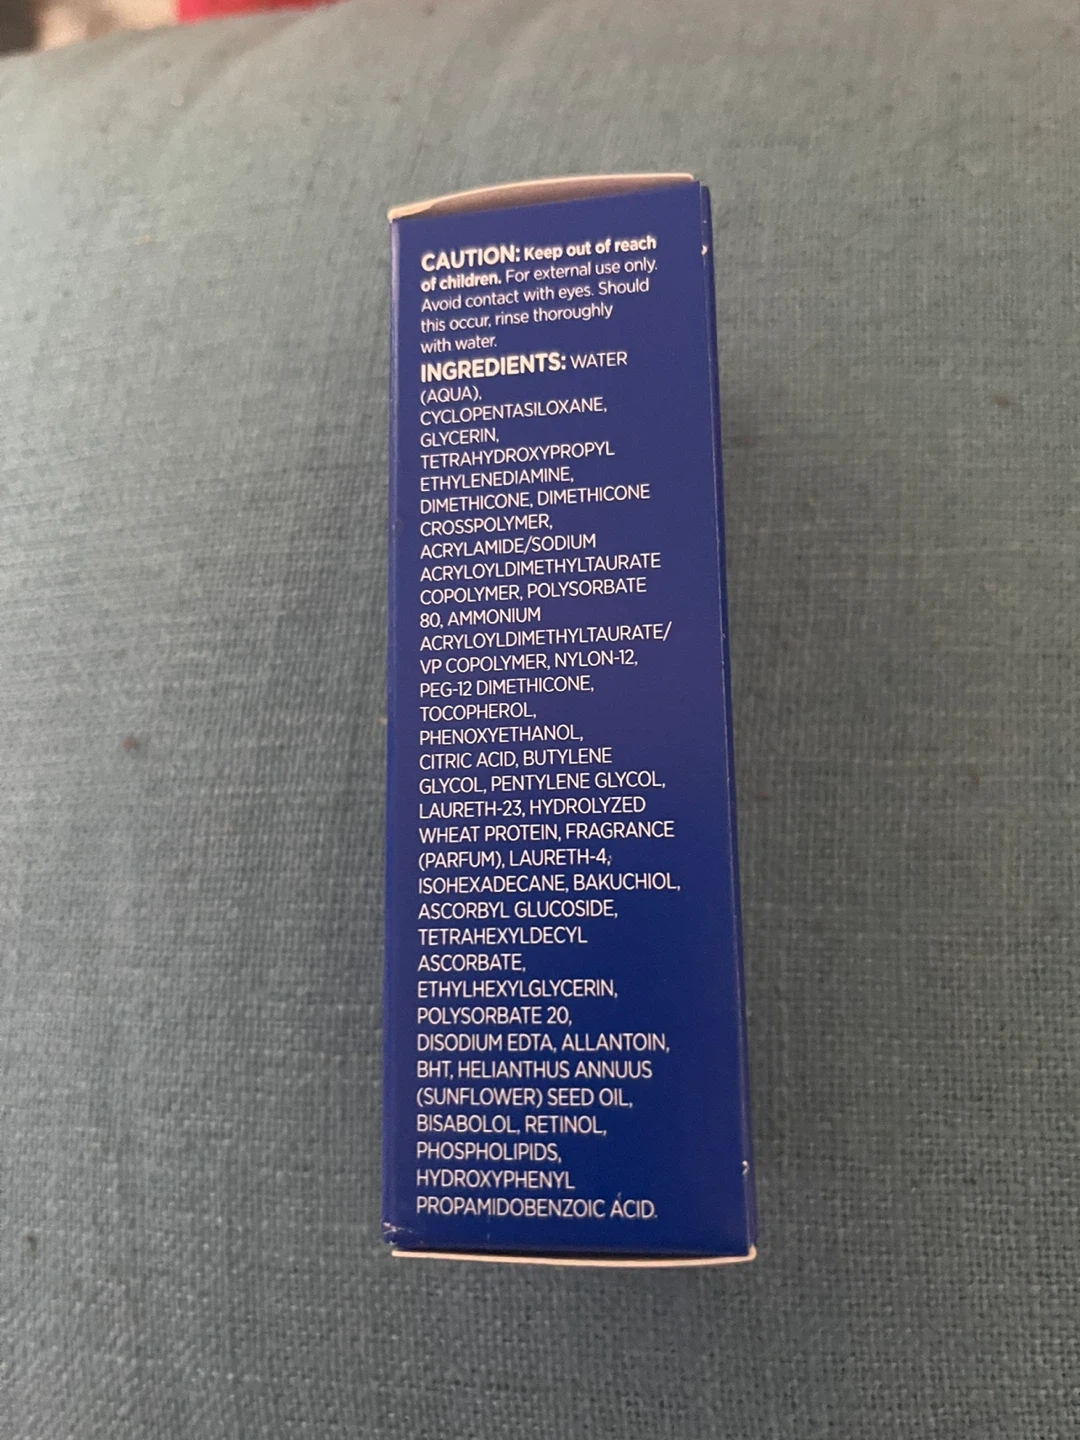 CAUTION: Keep out of reach
of children. For external use only.
Avoid contact with eyes. Should
this occur, rinse thoroughly
with water.
INGREDIENTS: WATER
(AQUA),
CYCLOPENTASILOXANE,
GLYCERIN,
TETRAHYDROXYPROPYL
ETHYLENEDIAMINE,
DIMETHICONE, DIMETHICONE
CROSSPOLYMER,
ACRYLAMIDE/SODIUM
ACRYLOYLDIMETHYLTAURATE
COPOLYMER, POLYSORBATE
80, AMMONIUM
ACRYLOYLDIMETHYLTAURATE/
VP COPOLYMER, NYLON-12,
PEG-12 DIMETHICONE,
TOCOPHEROL,
PHENOXYETHANOL,
CITRIC ACID, BUTYLENE
GLYCOL, PENTYLENE GLYCOL,
LAURETH-23, HYDROLYZED
WHEAT PROTEIN, FRAGRANCE
(PARFUM), LAURETH-4,
ISOHEXADECANE, BAKUCHIOL,
ASCORBYL GLUCOSIDE,
TETRAHEXYLDECYL
ASCORBATE,
ETHYLHEXYLGLYCERIN,
POLYSORBATE 20,
DISODIUM EDTA, ALLANTOIN,
BHT, HELIANTHUS ANNUUS
(SUNFLOWER) SEED OIL,
BISABOLOL, RETINOL,
PHOSPHOLIPIDS,
HYDROXYPHENYL
PROPAMIDOBENZOIC ACID.